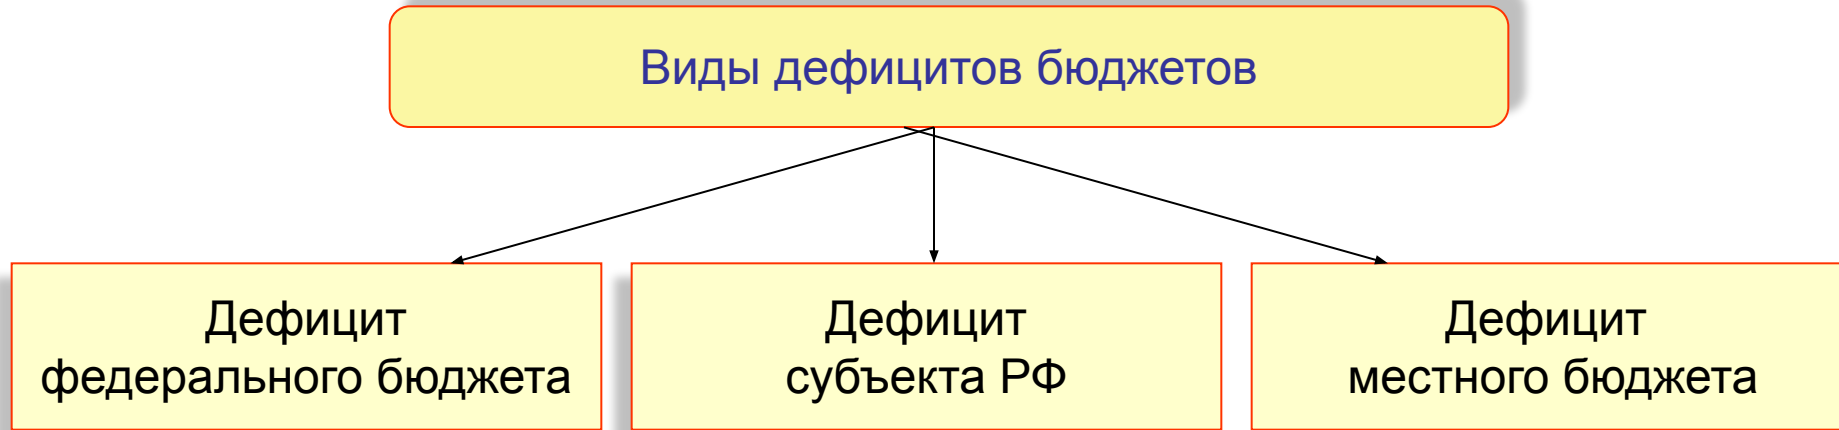 Виды дефицитов бюджетов
Дефицит
федерального бюджета
Дефицит
субъекта РФ
Дефицит
местного бюджета